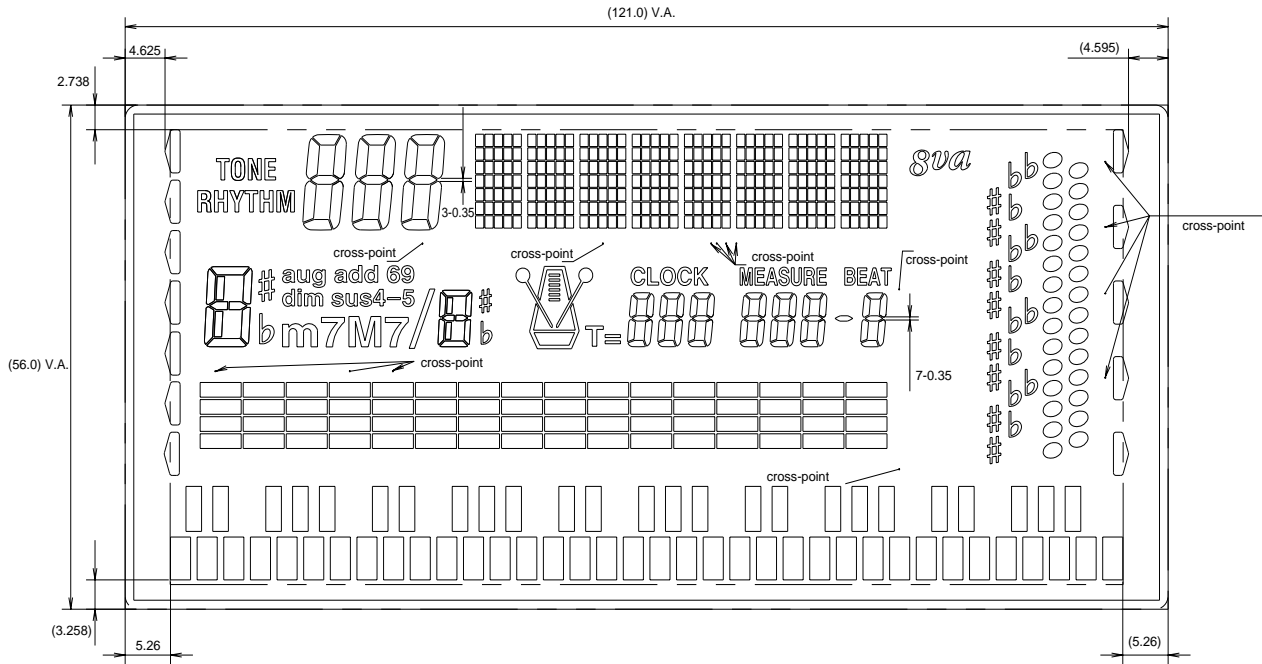 (121.0) V.A.
4.625
(4.595)
2.738
TONE
RHYTHM
3-0.35
8va
♯
♭
cross-point
cross-point
cross-point
cross-point
♯ aug add 69
dim sus4-5
♭ m7M7/
♯
♭
CLOCK MEASURE BEAT
T=
-
(56.0) V.A.
cross-point
7-0.35
cross-point
(3.258)
5.26
(5.26)